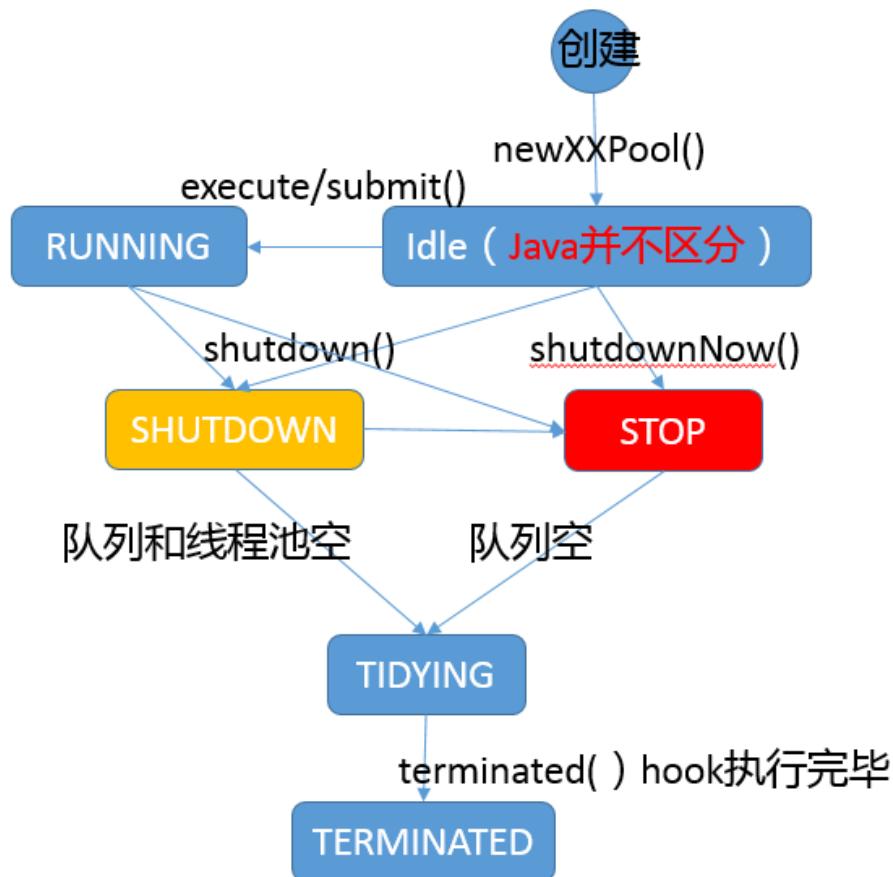 创建
newXXPool()
execute/submit()
RUNNING
Idle（Java并不区分）
shutdown()
shutdownNow()
SHUTDOWN
STOP
队列和线程池空
队列空
TIDYING
terminated( ）hook执行完毕
TERMINATED